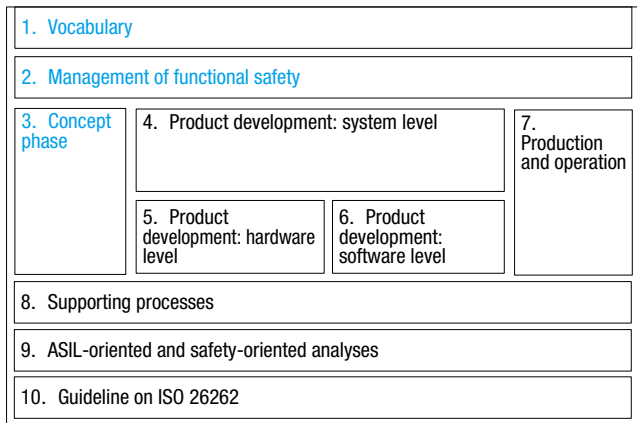 1. Vocabulary
2. Management of functional safety
3. Concept
phase
4. Product development: system level
7.
Production
and operation
5. Product
development: hardware
level
6. Product
development:
software level
8. Supporting processes
9. ASIL-oriented and safety-oriented analyses
10. Guideline on ISO 26262